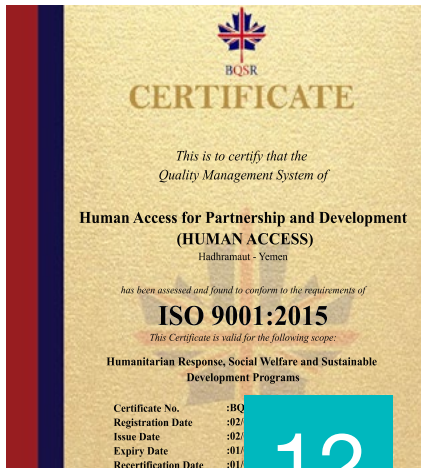 BQSR
CERTIFICATE
This is to certify that the
Quality Management System of
Human Access for Partnership and Development
(HUMAN ACCESS)
Hadhramaut - Yemen
has been assessed and found to conform to the requirements of
ISO 9001:2015
This Certificate is valid for the following scope:
Humanitarian Response, Social Welfare and Sustainable
Development Programs
Certificate No. :BQ
Registration Date :02/
Issue Date :02/
Expiry Date :01/
Recertification Date :01/
12